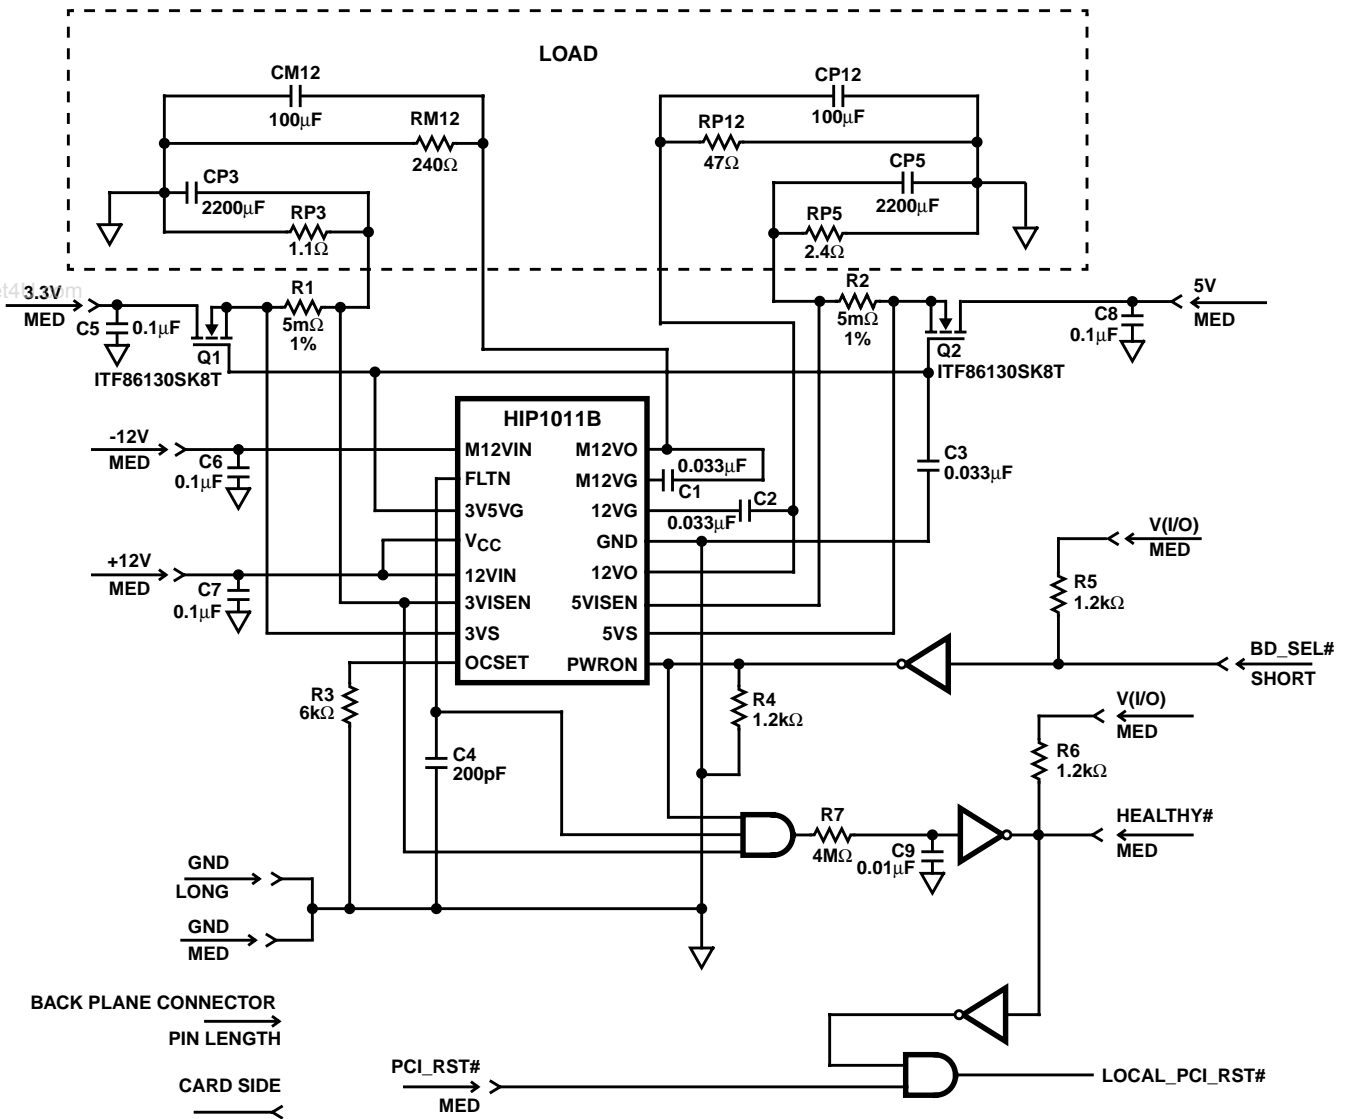 LOAD
CM12
100μF
RM12
240Ω
CP3
2200μF
RP3
1.1Ω
CP12
100μF
RP12
47Ω
CP5
2200μF
RP5
2.4Ω
3.3V
MED
C5
0.1μF
Q1
ITF86130SK8T
R1
5mΩ
1%
R2
5mΩ
1%
Q2
ITF86130SK8T
C8
0.1μF
5V
MED
-12V
MED
C6
0.1μF
+12V
MED
C7
0.1μF
HIP1011B
M12VIN
FLTN
3V5VG
VCC
12VIN
3VISEN
3VS
OCSET
M12VO
M12VG
12VG
GND
12VO
5VISEN
5VS
PWRON
0.033μF
C1
C2
0.033μF
C3
0.033μF
V(I/O)
MED
R5
1.2kΩ
BD_SEL#
SHORT
R3
6kΩ
C4
200pF
R4
1.2kΩ
V(I/O)
MED
R6
1.2kΩ
R7
4MΩ
C9
0.01μF
HEALTHY#
MED
GND
LONG
GND
MED
BACK PLANE CONNECTOR
PIN LENGTH
CARD SIDE
PCI_RST#
MED
LOCAL_PCI_RST#